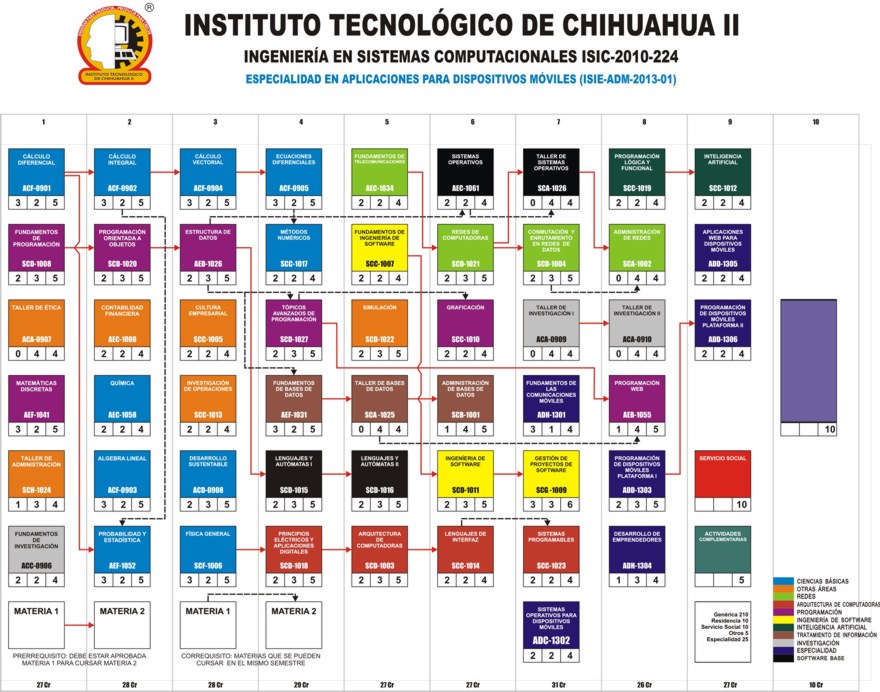 ®
INSTITUTO TECNOLÓGICO DE CHIHUAHUA II
INSTITUTO TECNOLÓGICO
DE CHIHUAHUA II
INGENIERÍA EN SISTEMAS COMPUTACIONALES ISIC-2010-224
ESPECIALIDAD EN APLICACIONES PARA DISPOSITIVOS MÓVILES (ISIE-ADM-2013-01)
1 2 3 4 5 6 7 8 9 10
CÁLCULO
DIFERENCIAL
ACF-0901
3 2 5
CÁLCULO
INTEGRAL
ACF-0902
3 2 5
CÁLCULO
VECTORIAL
ACF-0904
3 2 5
ECUACIONES
DIFERENCIALES
ACF-0905
3 2 5
FUNDAMENTOS DE
TELECOMUNICACIONES
AEC-1034
2 2 4
SISTEMAS
OPERATIVOS
AEC-1061
2 2 4
TALLER DE
SISTEMAS
OPERATIVOS
SCA-1026
0 4 4
PROGRAMACIÓN
LÓGICA Y
FUNCIONAL
SCC-1019
2 2 4
INTELIGENCIA
ARTIFICIAL
SCC-1012
2 2 4
FUNDAMENTOS
DE
PROGRAMACIÓN
SCD-1008
2 3 5
PROGRAMACIÓN
ORIENTADA A
OBJETOS
SCD-1020
2 3 5
ESTRUCTURA DE
DATOS
AED-1026
2 3 5
MÉTODOS
NUMÉRICOS
SCC-1017
2 2 4
FUNDAMENTOS DE
INGENIERÍA DE
SOFTWARE
SCC-1007
2 2 4
REDES DE
COMPUTADORAS
SCD-1021
2 3 5
CONMUTACIÓN Y
ENRUTAMIENTO
EN REDES DE
DATOS
SCD-1004
2 3 5
ADMINISTRACIÓN
DE REDES
SCA-1002
0 4 4
APLICACIONES
WEB PARA
DISPOSITIVOS
MÓVILES
ADD-1305
2 2 4
TALLER DE ÉTICA
ACA-0907
0 4 4
CONTABILIDAD
FINANCIERA
AEC-1008
2 2 4
CULTURA
EMPRESARIAL
SCC-1005
2 2 4
TÓPICOS
AVANZADOS DE
PROGRAMACIÓN
SCD-1027
2 3 5
SIMULACIÓN
SCD-1022
2 3 5
GRAFICACIÓN
SCC-1010
2 2 4
TALLER DE
INVESTIGACIÓN I
ACA-0909
0 4 4
TALLER DE
INVESTIGACIÓN II
ACA-0910
0 4 4
PROGRAMACIÓN
DE DISPOSITIVOS
MÓVILES
PLATAFORMA II
ADD-1306
2 2 4
MATEMÁTICAS
DISCRETAS
AEF-1041
3 2 5
QUÍMICA
AEC-1058
2 2 4
INVESTIGACIÓN
DE OPERACIONES
SCC-1013
2 2 4
FUNDAMENTOS
DE BASES DE
DATOS
AEF-1031
3 2 5
TALLER DE BASES
DE DATOS
SCA-1025
0 4 4
ADMINISTRACIÓN
DE BASES DE
DATOS
SCB-1001
1 4 5
FUNDAMENTOS DE
LAS
COMUNICACIONES
MÓVILES
ADH-1301
3 1 4
PROGRAMACIÓN
WEB
AEB-1055
1 4 5
10
TALLER DE
ADMINISTRACIÓN
SCH-1024
1 3 4
ALGEBRA LINEAL
ACF-0903
3 2 5
DESARROLLO
SUSTENTABLE
ACD-0908
2 3 5
LENGUAJES Y
AUTÓMATAS I
SCD-1015
2 3 5
LENGUAJES Y
AUTÓMATAS II
SCD-1016
2 3 5
INGENÍERIA DE
SOFTWARE
SCD-1011
2 3 5
GESTIÓN DE
PROYECTOS DE
SOFTWARE
SCG-1009
3 3 6
PROGRAMACIÓN
DE DISPOSITIVOS
MÓVILES
PLATAFORMA I
ADD-1303
2 3 5
SERVICIO SOCIAL
10
FUNDAMENTOS
DE
INVESTIGACIÓN
ACC-0906
2 2 4
PROBABILIDAD Y
ESTADÍSTICA
AEF-1052
3 2 5
FÍSICA GENERAL
SCF-1006
3 2 5
PRINCIPIOS
ELÉCTRICOS Y
APLICACIONES
DIGITALES
SCD-1018
2 3 5
ARQUITECTURA
DE
COMPUTADORAS
SCD-1003
2 3 5
LENGUAJES DE
INTERFAZ
SCC-1014
2 2 4
SISTEMAS
PROGRAMABLES
SCC-1023
2 2 4
DESARROLLO DE
EMPRENDEDORES
ADH-1304
1 3 4
ACTIVIDADES
COMPLEMENTARIAS
5
CIENCIAS BÁSICAS
OTRAS ÁREAS
REDES
ARQUITECTURA DE COMPUTADORAS
PROGRAMACIÓN
INGENIERÍA DE SOFTWARE
INTELIGENCIA ARTIFICIAL
TRATAMIENTO DE INFORMACIÓN
INVESTIGACIÓN
ESPECIALIDAD
SOFTWARE BASE
MATERIA 1 MATERIA 2
PRERREQUISITO: DEBE ESTAR APROBADA
MATERIA 1 PARA CURSAR MATERIA 2
MATERIA 1 MATERIA 2
CORREQUISITO: MATERIAS QUE SE PUEDEN
CURSAR EN EL MISMO SEMESTRE
SISTEMAS
OPERATIVOS PARA
DISPOSITIVOS
MÓVILES
ADC-1302
2 2 4
Genérica 210
Residencia 10
Servicio Social 10
Otros 5
Especialidad 25
27 Cr 28 Cr 28 Cr 29 Cr 27 Cr 27 Cr 31 Cr 26 Cr 27 Cr 10 Cr